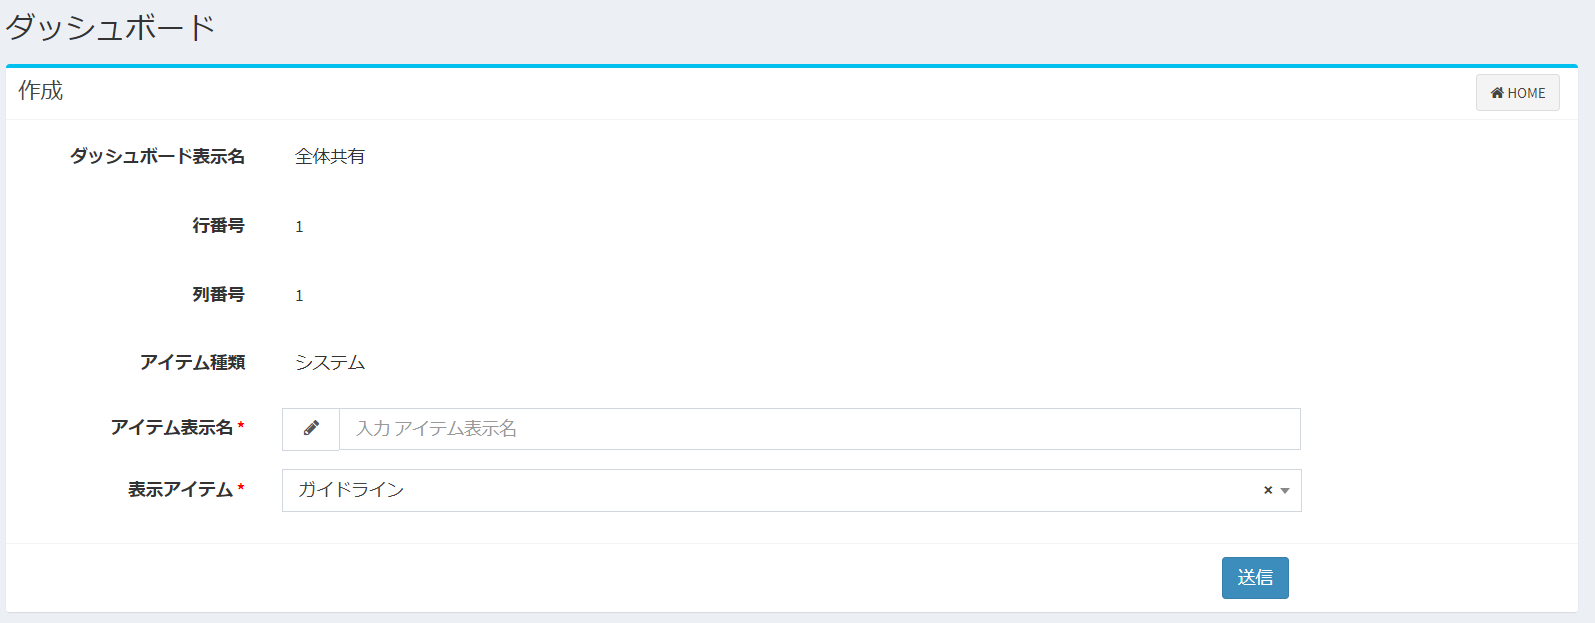 ダッシュボード
作成
HOME
ダッシュボード表示名 全体共有
行番号 1
列番号 1
アイテム種類 システム
アイテム表示名 * 入力 アイテム表示名
表示アイテム * ガイドライン ×
送信